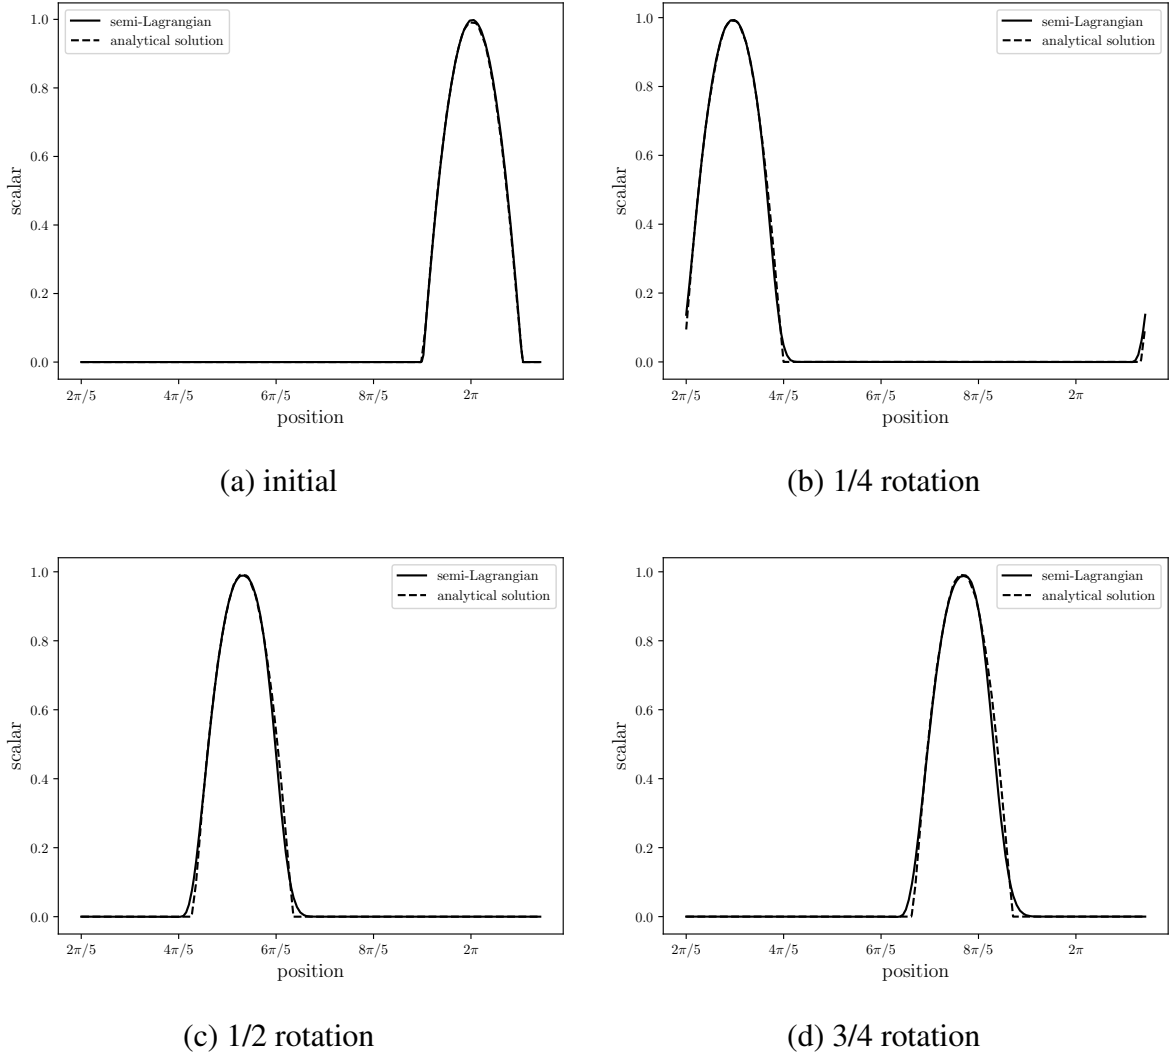 semi-Lagrangian
analytical solution
1.0
0.8
0.6
0.4
0.2
0.0
scalar
2π/5
4π/5
6π/5
8π/5
2π
position
(a) initial
semi-Lagrangian
analytical solution
1.0
0.8
0.6
0.4
0.2
0.0
scalar
2π/5
4π/5
6π/5
8π/5
2π
position
(b) 1/4 rotation
semi-Lagrangian
analytical solution
1.0
0.8
0.6
0.4
0.2
0.0
scalar
2π/5
4π/5
6π/5
8π/5
2π
position
(c) 1/2 rotation
semi-Lagrangian
analytical solution
1.0
0.8
0.6
0.4
0.2
0.0
scalar
2π/5
4π/5
6π/5
8π/5
2π
position
(d) 3/4 rotation